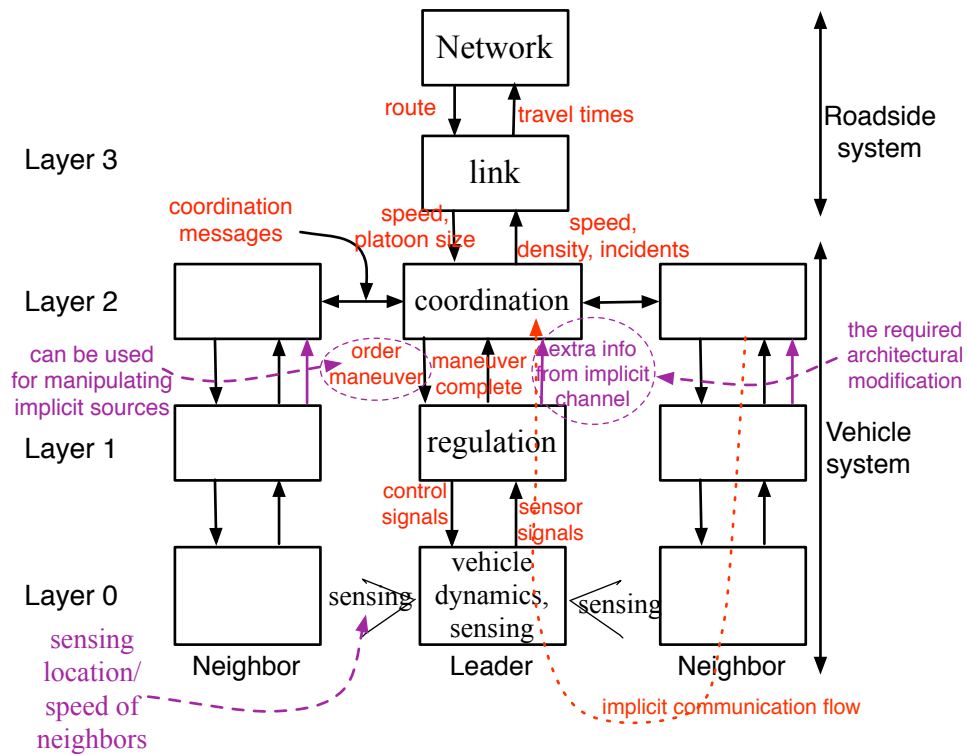 Network
route
travel times
Roadside
system
Layer 3
link
coordination
messages
speed,
platoon size
speed,
density, incidents
Layer 2
coordination
can be used
for manipulating
implicit sources
order
maneuver
maneuver
complete
extra info
from implicit
channel
the required
architectural
modification
Layer 1
regulation
Vehicle
system
control
signals
sensor
signals
Layer 0
sensing
vehicle
dynamics,
sensing
sensing
sensing
location/
speed of
neighbors
Neighbor
Leader
Neighbor
implicit communication flow